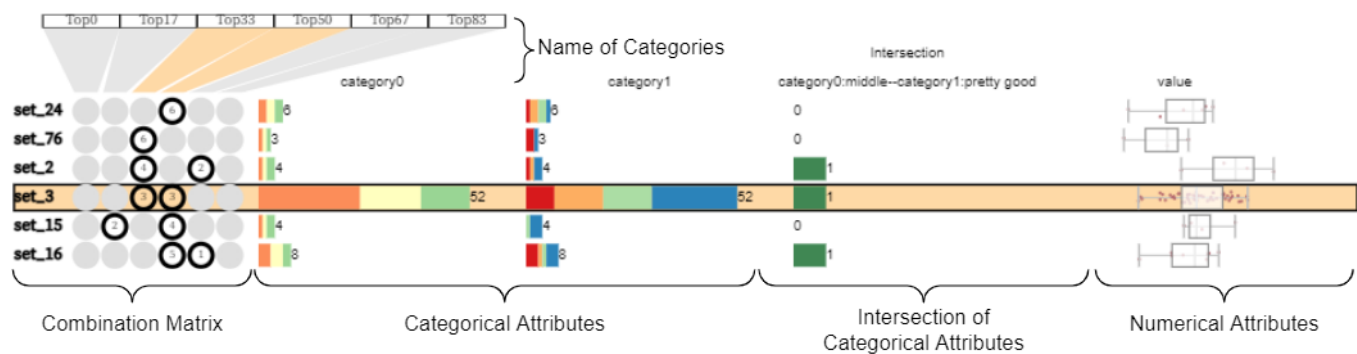 Top0 Top17 Top33 Top50 Top67 Top83
Name of Categories
Intersection
category0 category1 category0:middle--category1:pretty good value
set_24 6 6 6 0
set_76 6 3 3 0
set_2 4 2 4 4 1
set_3 3 3 52 52 1
set_15 2 4 4 4 0
set_16 5 1 8 8 1
Combination Matrix
Categorical Attributes
Intersection of
Categorical Attributes
Numerical Attributes